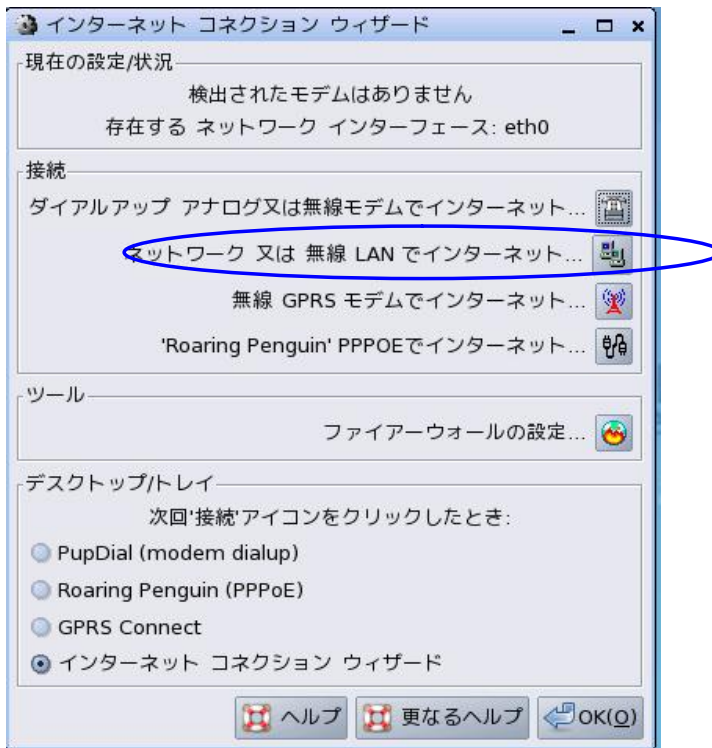 インターネット コネクション ウィザード
現在の設定/状況
検出されたモデムはありません
存在する ネットワーク インターフェース: eth0
接続
ダイアルアップ アナログ又は無線モデムでインターネット...
ネットワーク 又は 無線 LAN でインターネット...
無線 GPRS モデムでインターネット...
'Roaring Penguin' PPPOEでインターネット...
ツール
ファイアーウォールの設定...
デスクトップ/トレイ
次回'接続'アイコンをクリックしたとき:
PupDial (modem dialup)
Roaring Penguin (PPPoE)
GPRS Connect
インターネット コネクション ウィザード
ヘルプ 更なるヘルプ OK(O)